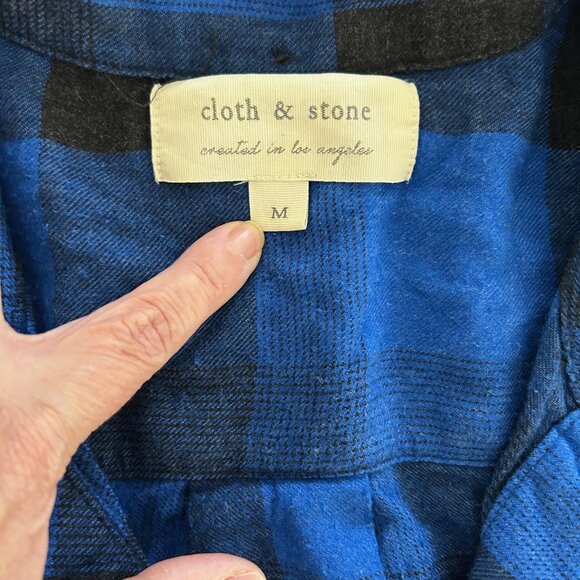 cloth & stone
created in los angeles
M